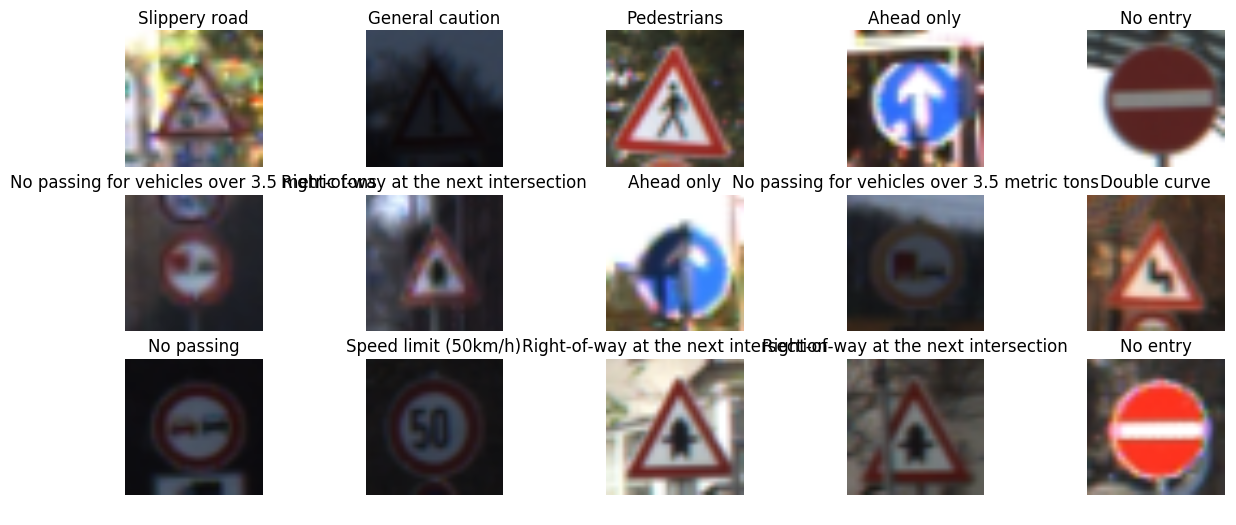 Slippery road
General caution
Pedestrians
Ahead only
No entry
No passing for vehicles over 3.5 metric tons
Right-of-way at the next intersection
Ahead only
No passing for vehicles over 3.5 metric tons
Double curve
No passing
Speed limit (50km/h)
Right-of-way at the next intersection
Right-of-way at the next intersection
No entry
50